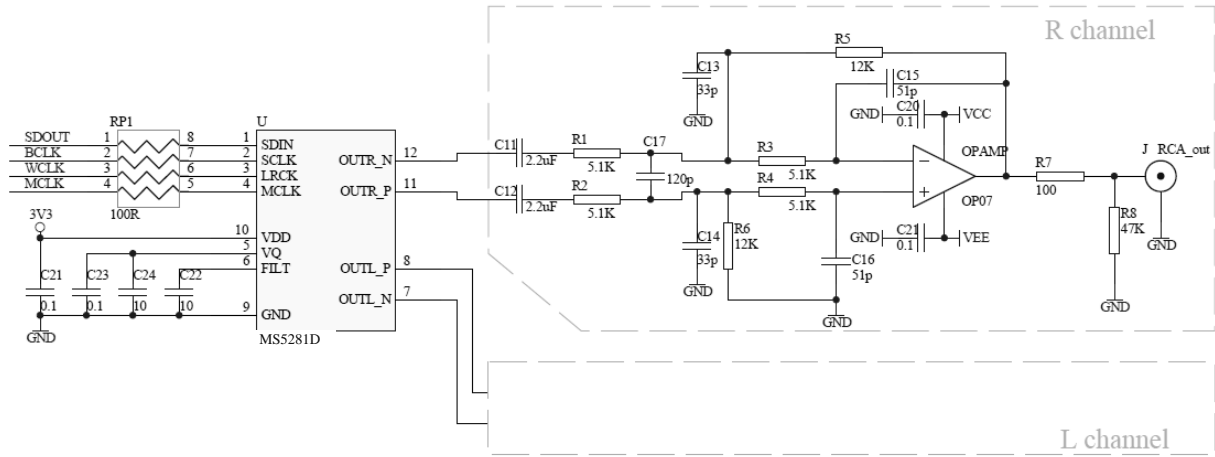 R channel
R5
12K
C13
33p
GND
C15
51p
C20
GND
0.1
VCC
RP1
U
SDOUT 1 8 1 SDIN
BCLK 2 7 2 SCLK
WCLK 3 6 3 LRCK
MCLK 4 5 4 MCLK
100R
OUTR_N 12
OUTR_P 11
C11
2.2uF
R1
5.1K
C17
120p
C12
2.2uF
R2
5.1K
R3
5.1K
R4
5.1K
OPAMP
OP07
R7
100
J RCA_out
R8
47K
GND
GND
C14
33p
GND
R6
12K
C16
51p
GND
GND
C21
0.1
VEE
3V3
10 VDD
5 VQ
6 FILT
9 GND
C21
0.1
C23
0.1
C24
10
C22
10
GND
OUTL_P 8
OUTL_N 7
MS5281D
L channel